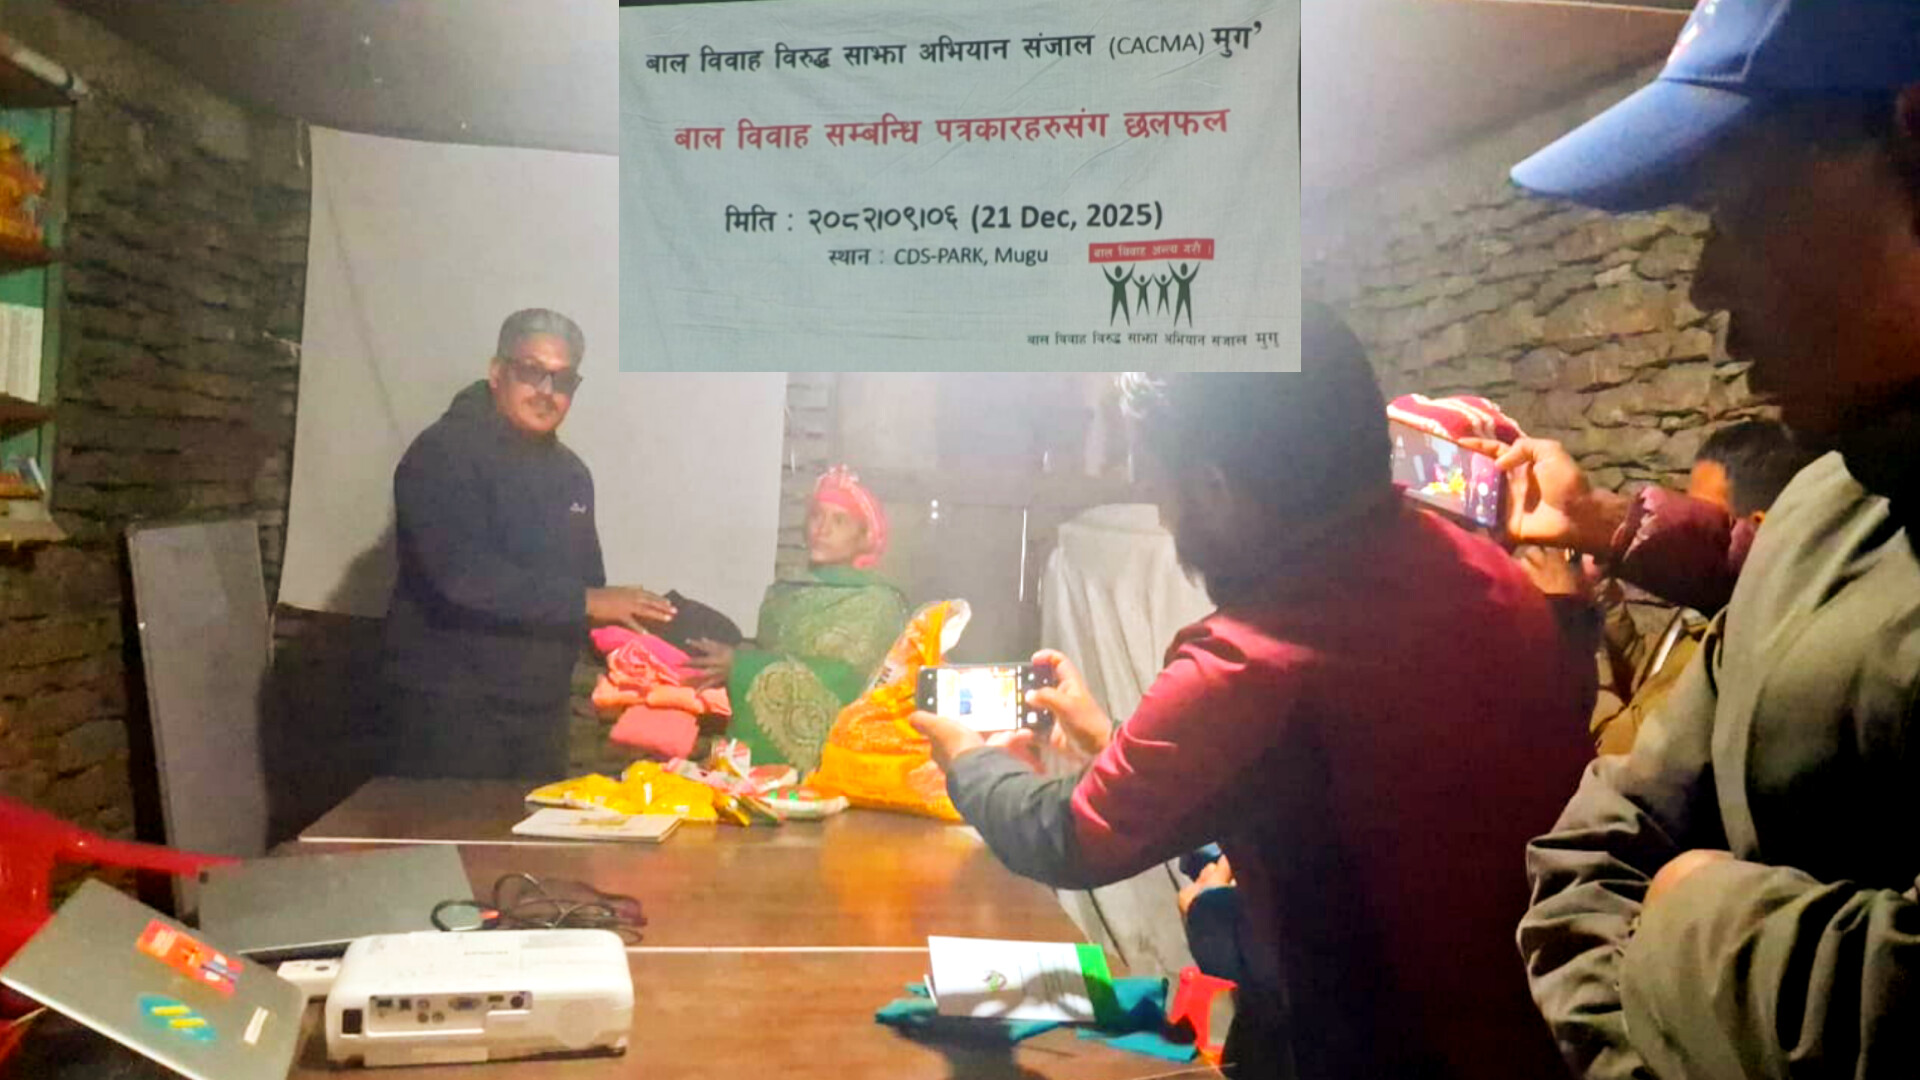 बाल विवाह विरुद्ध साझा अभियान संजाल (CACMA) मुगु
बाल विवाह सम्बन्धि पत्रकारहरुसंग छलफल
मिति : २०८२।०९।०६ (21 Dec, 2025)
स्थान : CDS-PARK, Mugu
बाल विवाह अन्त्य गरौं ।
बाल विवाह विरुद्ध साझा अभियान संजाल मुगु